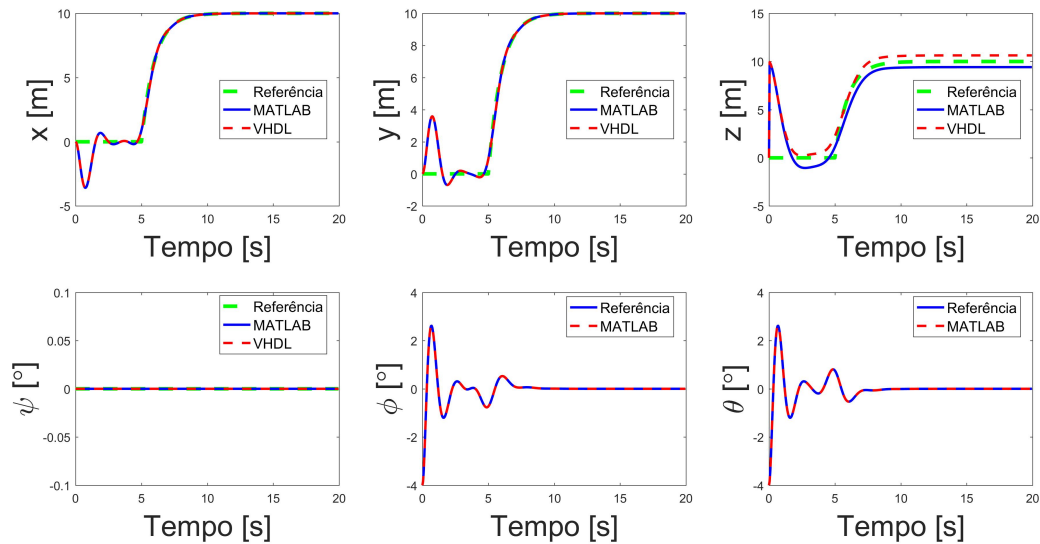 10
5
0
-5
x [m]
0
5
10
15
20
Tempo [s]
Referência
MATLAB
VHDL
10
8
6
4
2
0
-2
y [m]
0
5
10
15
20
Tempo [s]
Referência
MATLAB
VHDL
15
10
5
0
-5
z [m]
0
5
10
15
20
Tempo [s]
Referência
MATLAB
VHDL
0.1
0.05
0
-0.05
-0.1
ψ [°]
0
5
10
15
20
Tempo [s]
Referência
MATLAB
VHDL
4
2
0
-2
-4
ϕ [°]
0
5
10
15
20
Tempo [s]
Referência
MATLAB
4
2
0
-2
-4
θ [°]
0
5
10
15
20
Tempo [s]
Referência
MATLAB